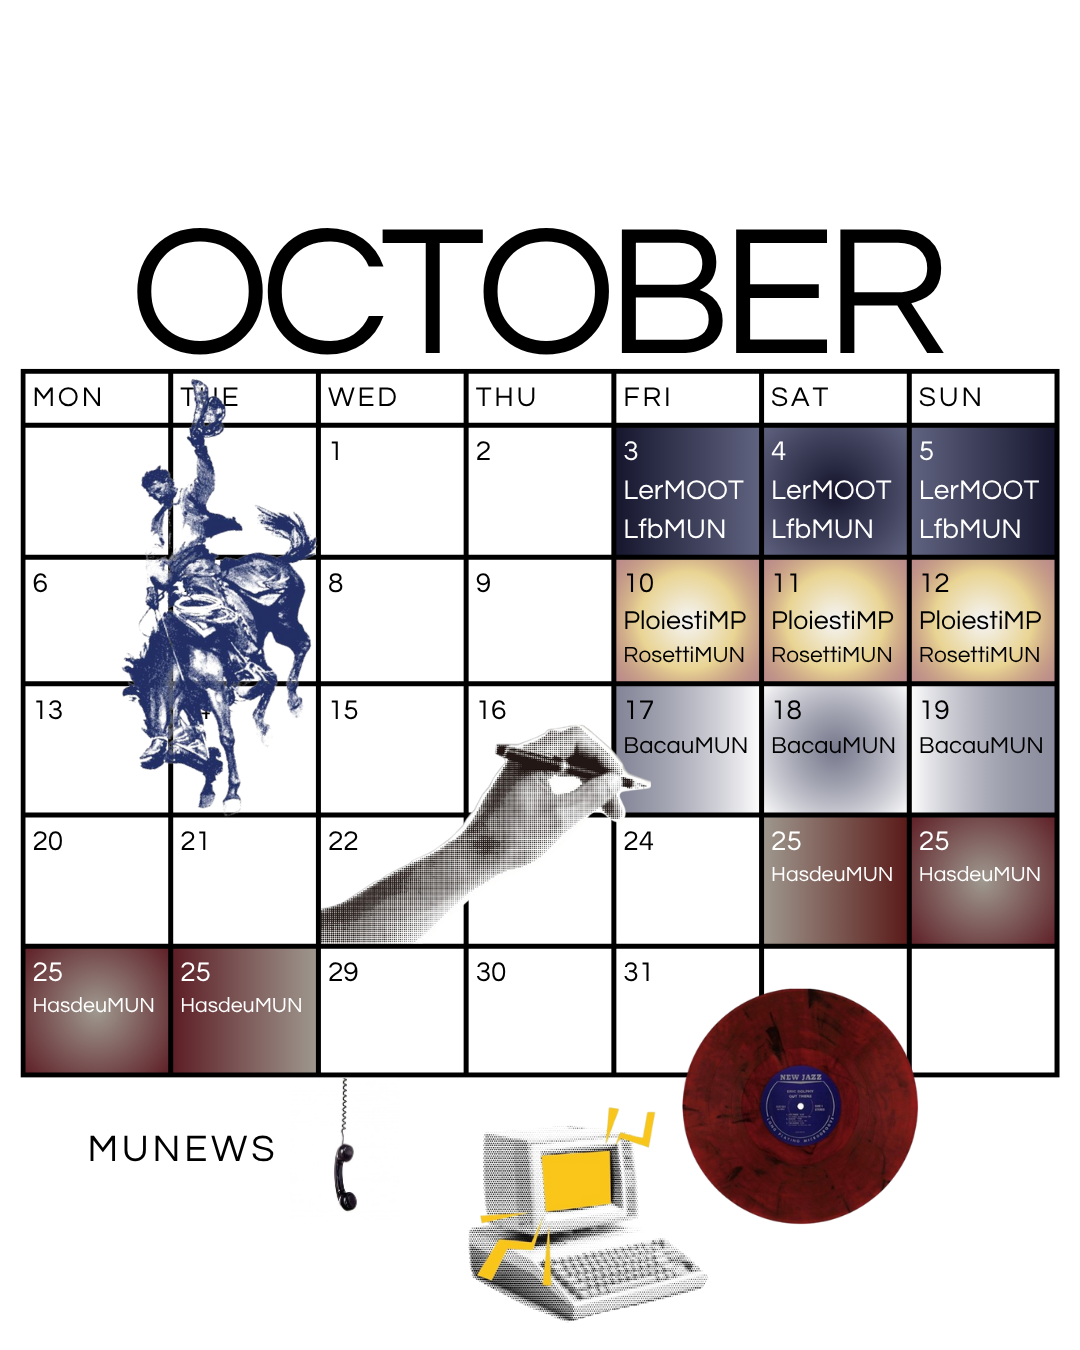 OCTOBER
MON TUE WED THU FRI SAT SUN
1 2 3 4 5
LerMOOT LerMOOT LerMOOT
LfbMUN LfbMUN LfbMUN
6 8 9 10 11 12
PloiestiMP PloiestiMP PloiestiMP
RosettiMUN RosettiMUN RosettiMUN
13 15 16 17 18 19
BacauMUN BacauMUN BacauMUN
20 21 22 24 25 25
HasdeuMUN HasdeuMUN
25 25 29 30 31
HasdeuMUN HasdeuMUN
NEW JAZZ
MUNEWS